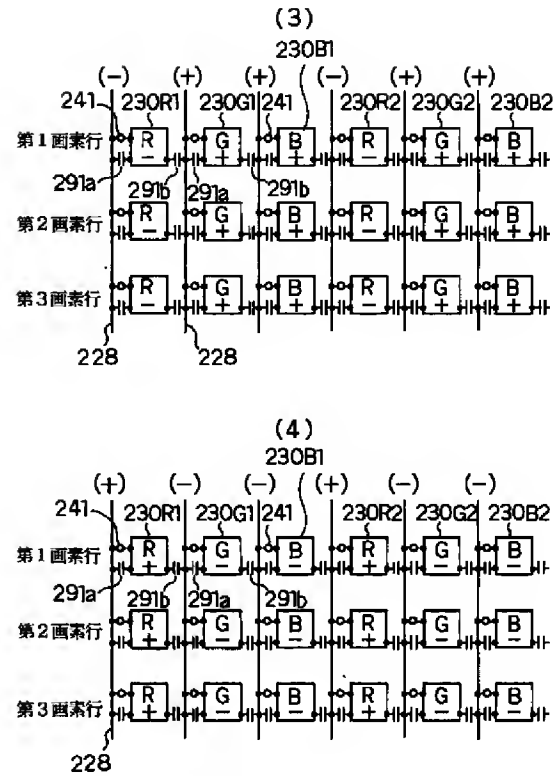 (3)
230B1
(-) (+) (+) (-) (+) (+)
241 230R1 230G1 241 230R2 230G2 230B2
第1画素行 R G B R G B
- + + - + +
291a 291b 291a 291b
第2画素行 R G B R G B
- + + - + +
第3画素行 R G B R G B
- + + - + +
228 228
(4)
230B1
(+) (-) (-) (+) (-) (-)
241 230R1 230G1 241 230R2 230G2 230B2
第1画素行 R G B R G B
+ - - + - -
291a 291b 291a 291b
第2画素行 R G B R G B
+ - - + - -
第3画素行 R G B R G B
+ - - + - -
228